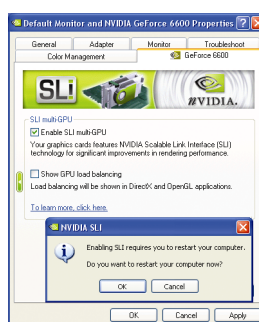 Default Monitor and NVIDIA GeForce 6600 Properties
General Adapter Monitor Troubleshoot
Color Management GeForce 6600
SLI
NVIDIA.
SLI multi-GPU
Enable SLI multi-GPU
Your graphics cards features NVIDIA Scalable Link Interface (SLI)
technology for significant improvements in rendering performance.
Show GPU load balancing
Load balancing will be shown in DirectX and OpenGL applications.
To learn more, click here.
NVIDIA SLI
Enabling SLI requires you to restart your computer.
Do you want to restart your computer now?
OK Cancel
OK Cancel Apply